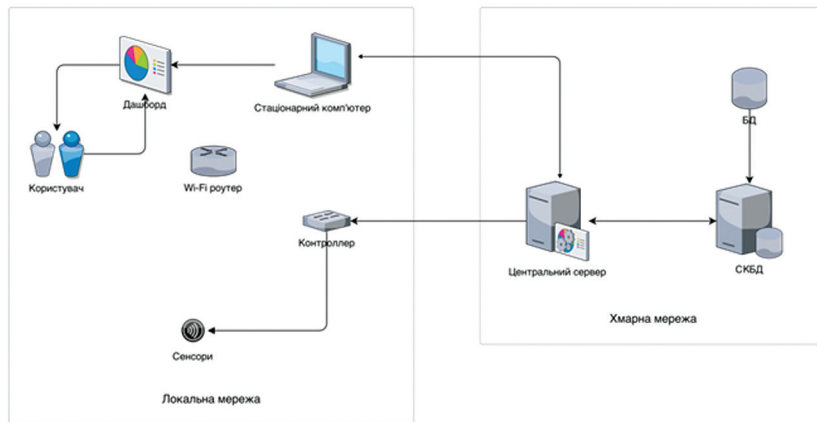 Дашборд
Стаціонарний комп'ютер
БД
Користувач
Wi-Fi роутер
Контроллер
Центральний сервер
СКБД
Хмарна мережа
Сенсори
Локальна мережа